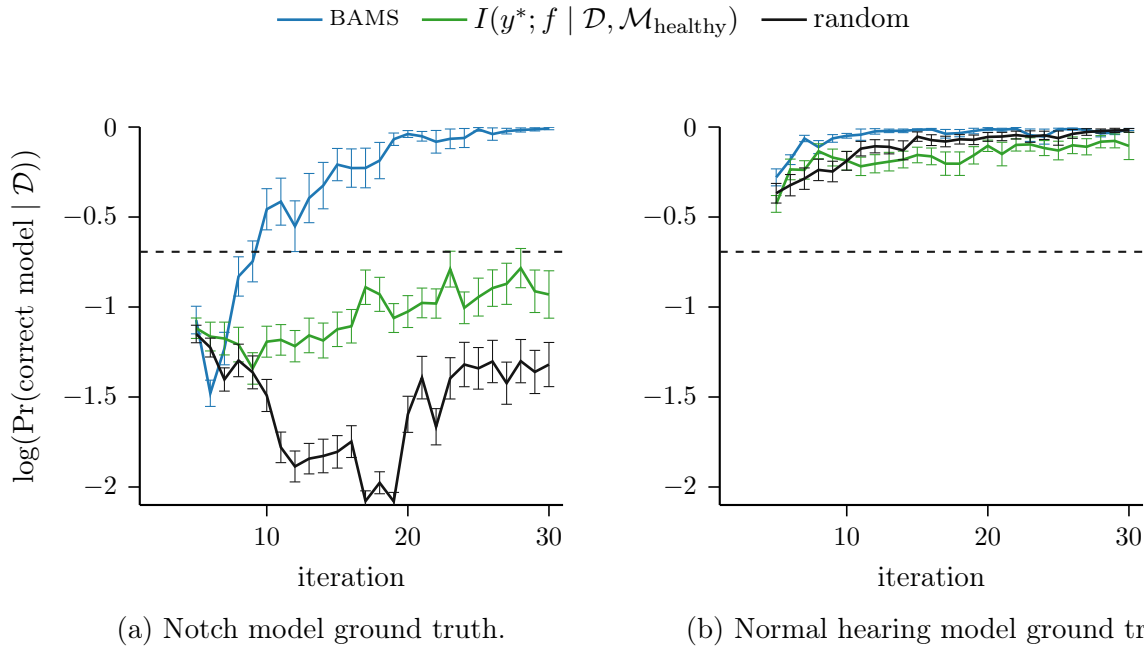 BAMS I(y*; f | D, M_healthy) random
log(Pr(correct model | D))
0
−0.5
−1
−1.5
−2
10 20 30
iteration
(a) Notch model ground truth.
0
−0.5
−1
−1.5
−2
10 20 30
iteration
(b) Normal hearing model ground tr